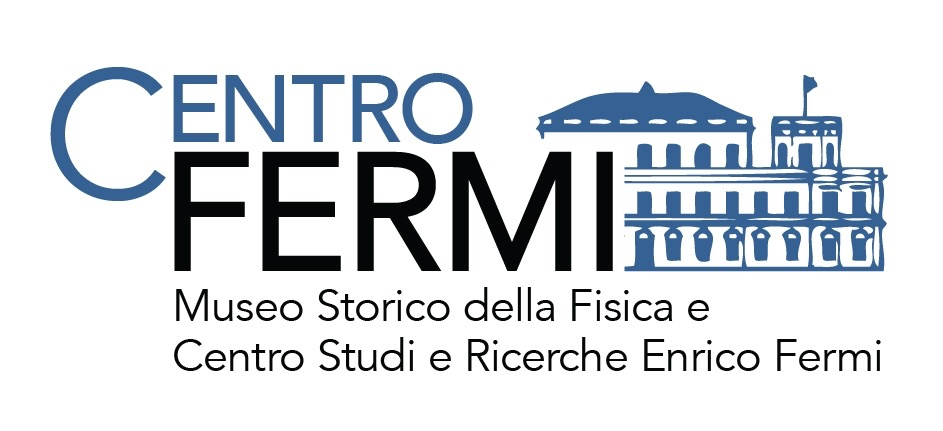 CENTRO
FERMI
Museo Storico della Fisica e
Centro Studi e Ricerche Enrico Fermi